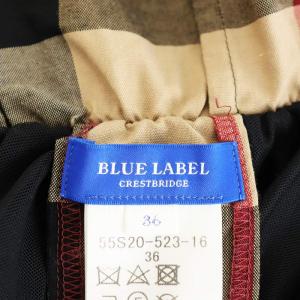 BLUE LABEL
CRESTBRIDGE
36
55S20-523-16
36